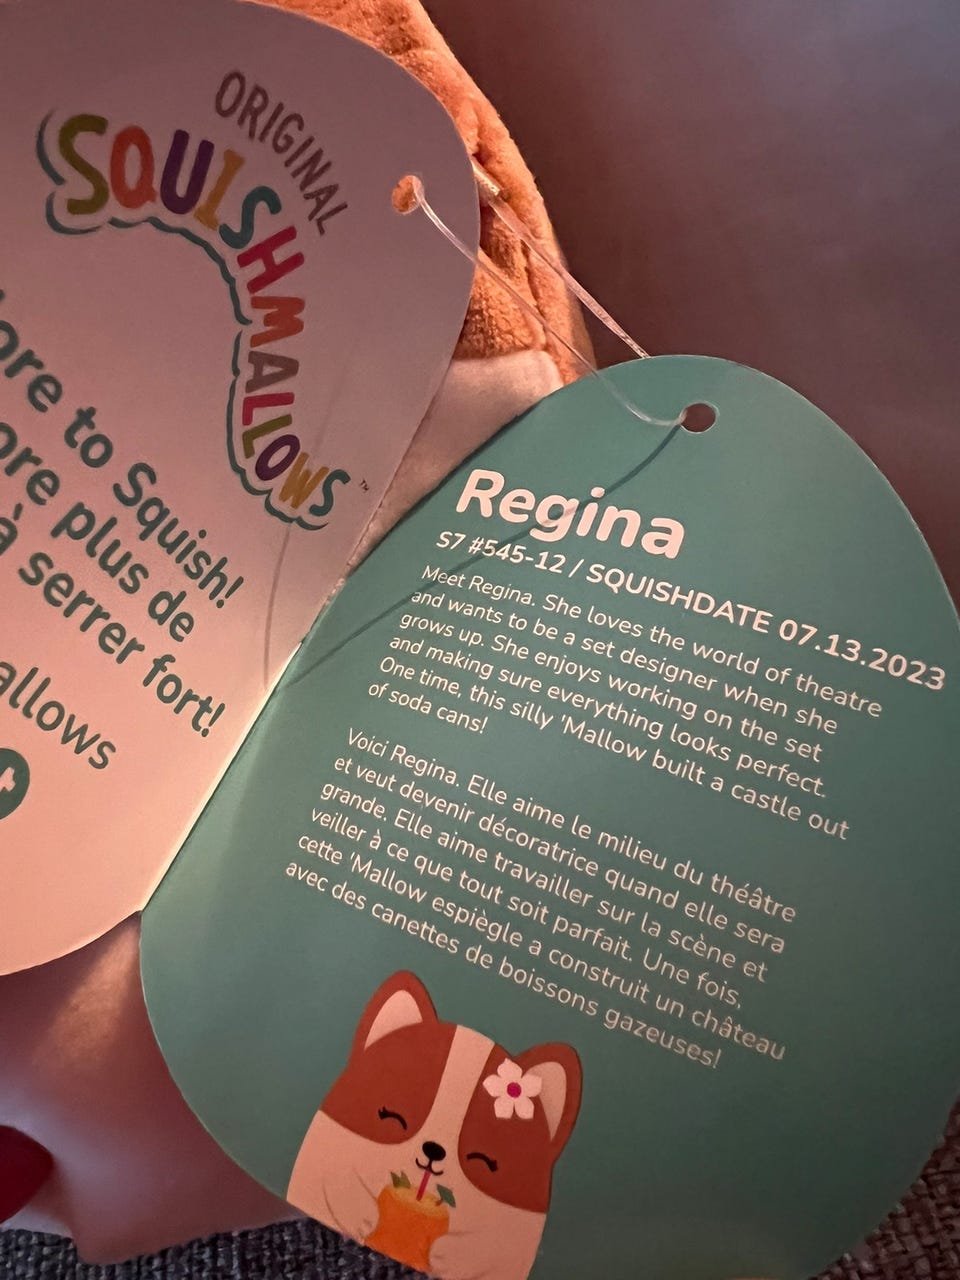 ORIGINAL
SQUISHMALLOWS™
to Squish!
plus de
à serrer fort!
Regina
S7 #545-12 / SQUISHDATE 07.13.2023
Meet Regina. She loves the world of theatre
and wants to be a set designer when she
grows up. She enjoys working on the set
and making sure everything looks perfect.
One time, this silly 'Mallow built a castle out
of soda cans!
Voici Regina. Elle aime le milieu du théâtre
et veut devenir décoratrice quand elle sera
grande. Elle aime travailler sur la scène et
veiller à ce que tout soit parfait. Une fois,
cette 'Mallow espiègle a construit un château
avec des canettes de boissons gazeuses!